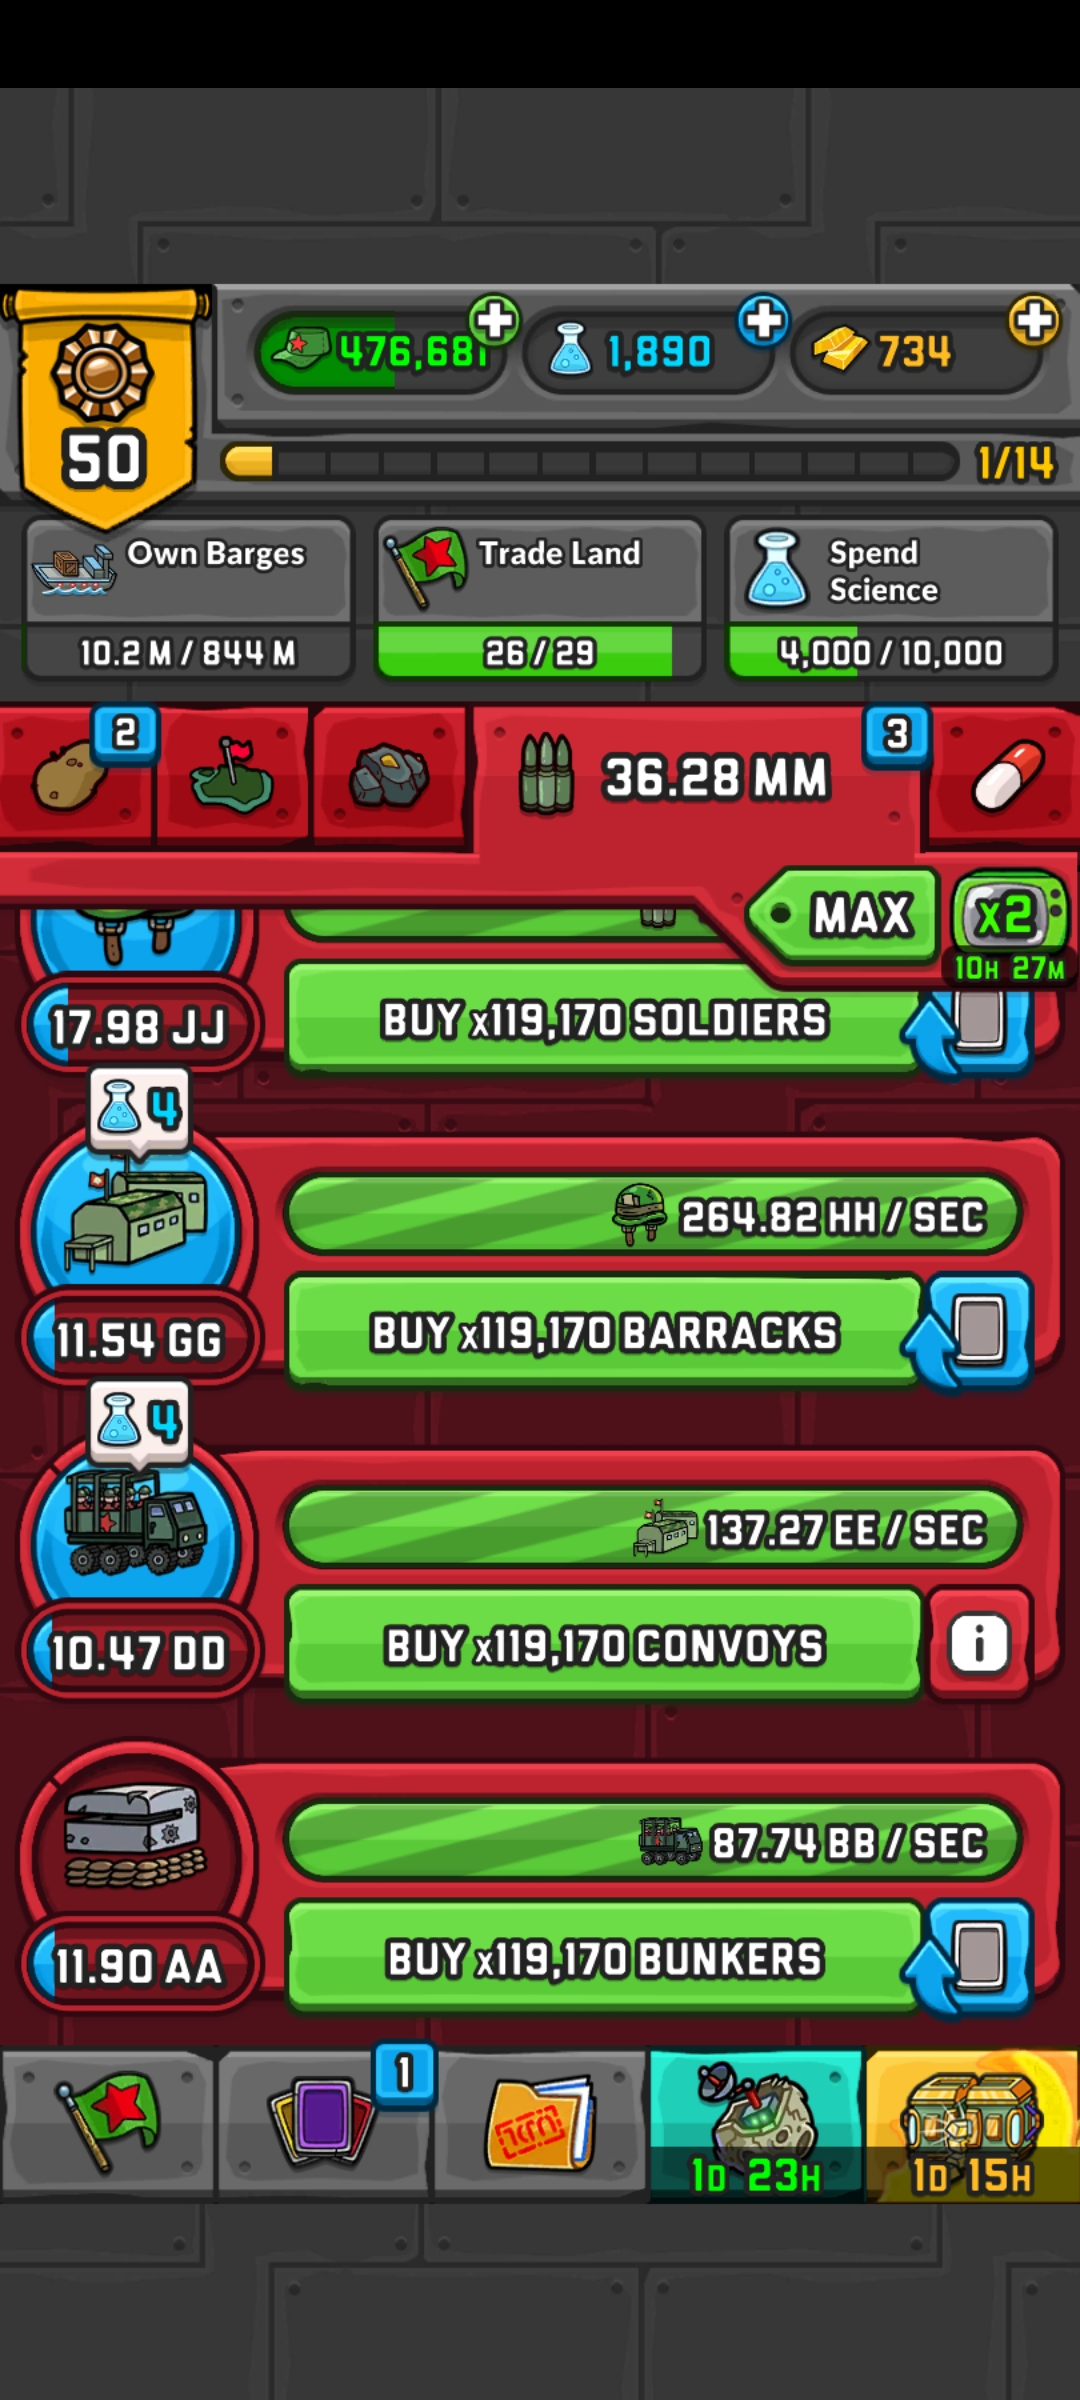 476,681
1,890
734
50
1/14
Own Barges
10.2 M / 844 M
Trade Land
26 / 29
Spend
Science
4,000 / 10,000
2
36.28 MM
3
MAX
x2
10H 27M
17.98 JJ
BUY x119,170 SOLDIERS
4
264.82 HH / SEC
11.54 GG
BUY x119,170 BARRACKS
4
137.27 EE / SEC
10.47 DD
BUY x119,170 CONVOYS
i
87.74 BB / SEC
11.90 AA
BUY x119,170 BUNKERS
1
1D 23H
1D 15H